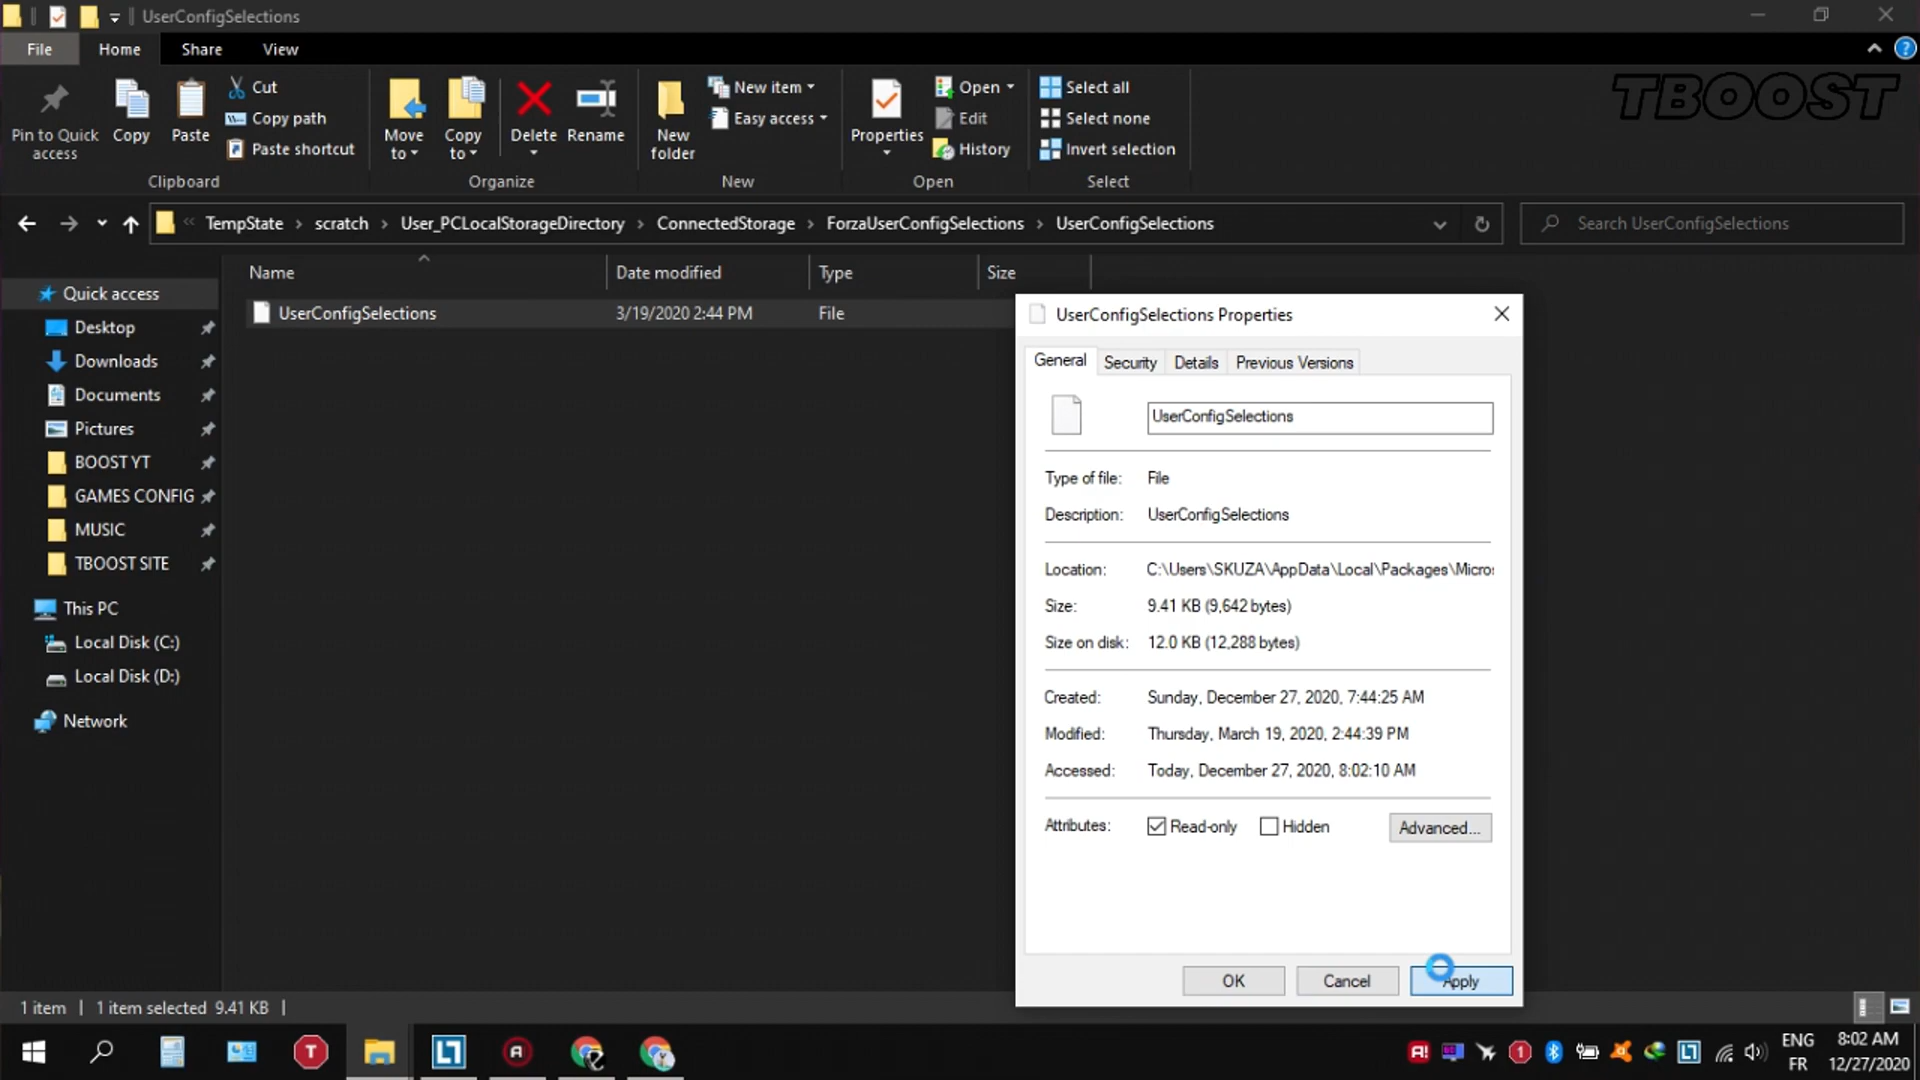 UserConfigSelections
File Home Share View
TBOOST
Pin to Quick access
Copy
Paste
Cut
Copy path
Paste shortcut
Clipboard
Move to
Copy to
Delete
Rename
Organize
New folder
New item
Easy access
New
Properties
Open
Edit
History
Open
Select all
Select none
Invert selection
Select
« TempState › scratch › User_PCLocalStorageDirectory › ConnectedStorage › ForzaUserConfigSelections › UserConfigSelections
Search UserConfigSelections
Name Date modified Type Size
UserConfigSelections 3/19/2020 2:44 PM File
Quick access
Desktop
Downloads
Documents
Pictures
BOOST YT
GAMES CONFIG
MUSIC
TBOOST SITE
This PC
Local Disk (C:)
Local Disk (D:)
Network
UserConfigSelections Properties
General Security Details Previous Versions
UserConfigSelections
Type of file: File
Description: UserConfigSelections
Location: C:\Users\SKUZA\AppData\Local\Packages\Micros
Size: 9.41 KB (9,642 bytes)
Size on disk: 12.0 KB (12,288 bytes)
Created: Sunday, December 27, 2020, 7:44:25 AM
Modified: Thursday, March 19, 2020, 2:44:39 PM
Accessed: Today, December 27, 2020, 8:02:10 AM
Attributes: Read-only Hidden Advanced...
OK Cancel Apply
1 item 1 item selected 9.41 KB
ENG
FR
8:02 AM
12/27/2020